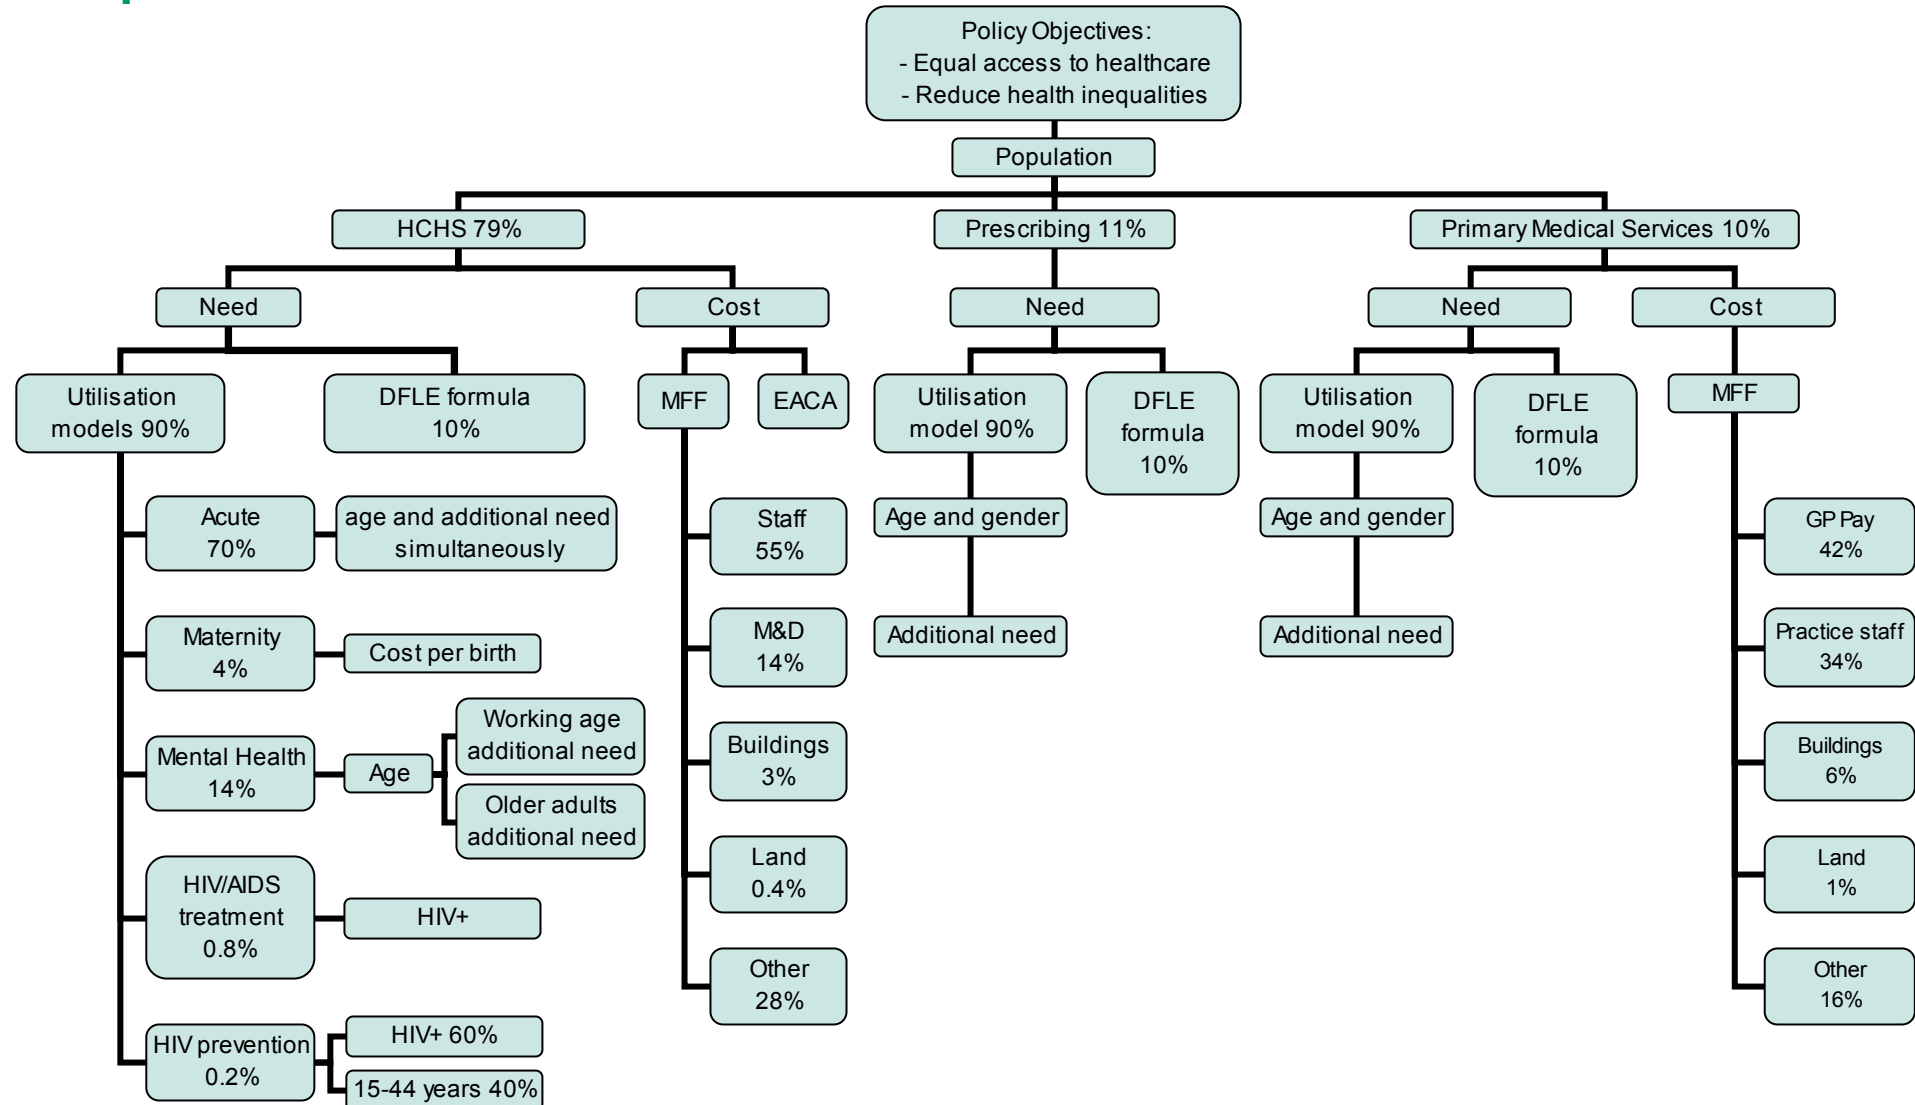 Policy Objectives:
- Equal access to healthcare
- Reduce health inequalities
Population
HCHS 79%
Prescribing 11%
Primary Medical Services 10%
Need
Cost
Need
Need
Cost
Utilisation
models 90%
DFLE formula
10%
MFF
EACA
Utilisation
model 90%
DFLE
formula
10%
Utilisation
model 90%
DFLE
formula
10%
MFF
Acute
70%
age and additional need
simultaneously
Maternity
4%
Cost per birth
Mental Health
14%
Age
Working age
additional need
Older adults
additional need
HIV/AIDS
treatment
0.8%
HIV+
HIV prevention
0.2%
HIV+ 60%
15-44 years 40%
Staff
55%
M&D
14%
Buildings
3%
Land
0.4%
Other
28%
Age and gender
Additional need
Age and gender
Additional need
GP Pay
42%
Practice staff
34%
Buildings
6%
Land
1%
Other
16%